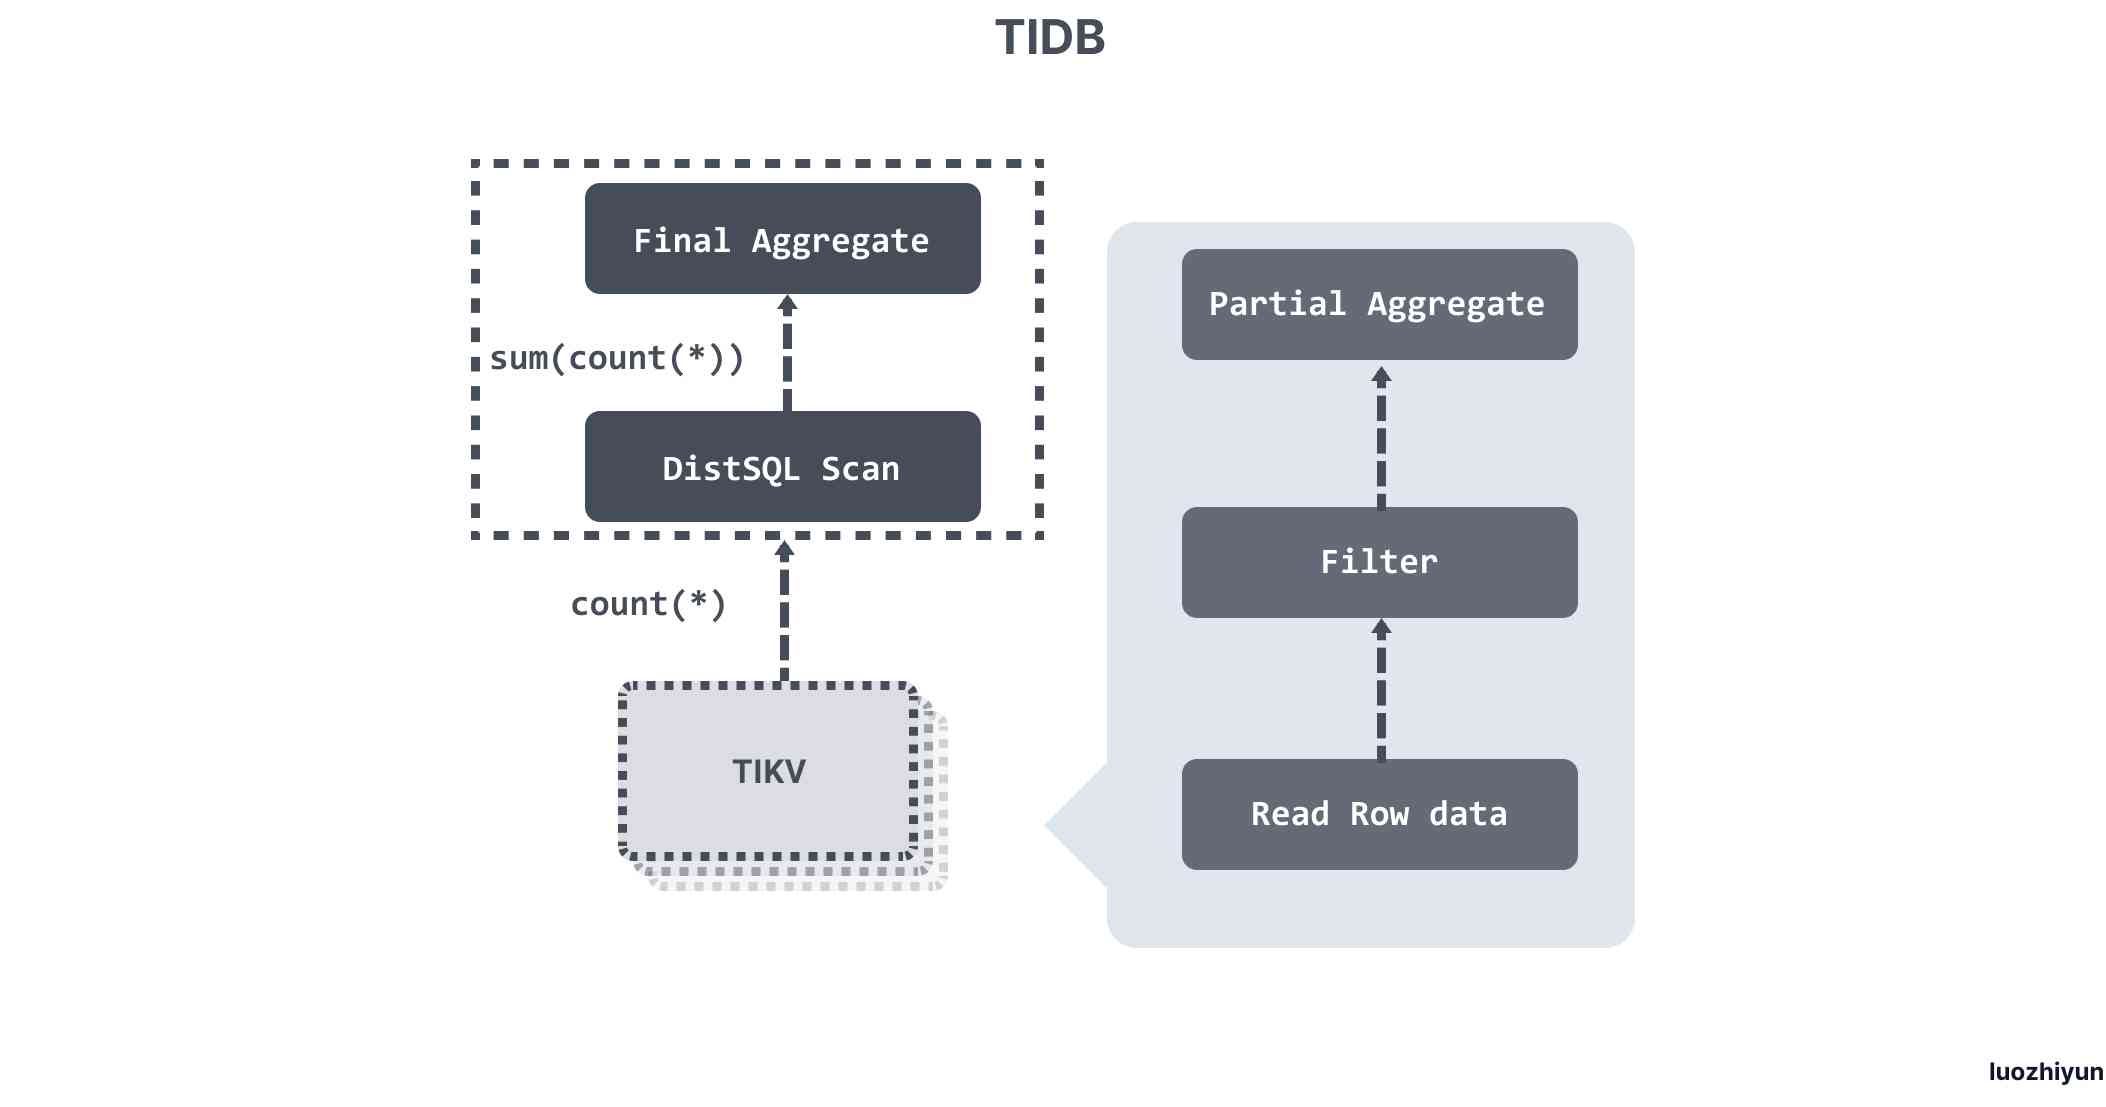 TIDB
Final Aggregate
sum(count(*))
DistSQL Scan
count(*)
TIKV
Partial Aggregate
Filter
Read Row data
luozhiyun